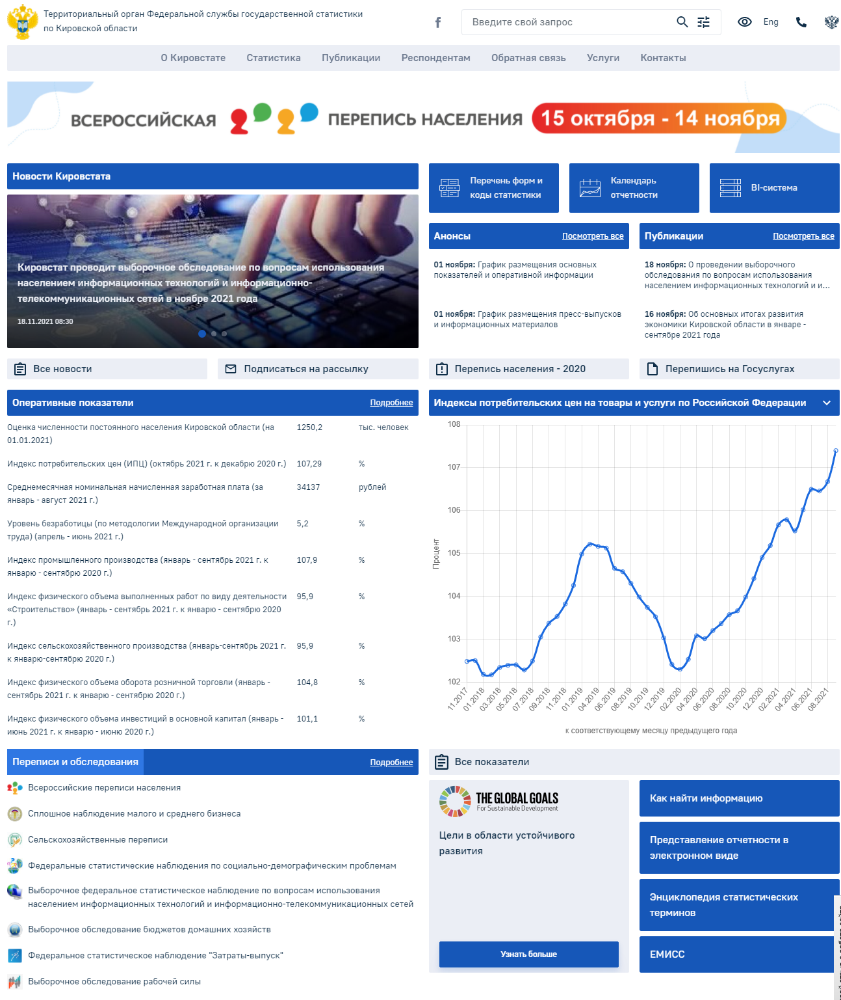 Территориальный орган Федеральной службы государственной статистики
по Кировской области
Введите свой запрос
Eng
О Кировстате Статистика Публикации Респондентам Обратная связь Услуги Контакты
ВСЕРОССИЙСКАЯ ПЕРЕПИСЬ НАСЕЛЕНИЯ 15 октября - 14 ноября
Новости Кировстата
Кировстат проводит выборочное обследование по вопросам использования
населением информационных технологий и информационно-
телекоммуникационных сетей в ноябре 2021 года
18.11.2021 08:30
Перечень форм и
коды статистики
Календарь
отчетности
BI-система
Анонсы Посмотреть все
01 ноября: График размещения основных
показателей и оперативной информации
01 ноября: График размещения пресс-выпусков
и информационных материалов
Публикации Посмотреть все
18 ноября: О проведении выборочного
обследования по вопросам использования
населением информационных технологий и и...
16 ноября: Об основных итогах развития
экономики Кировской области в январе -
сентябре 2021 года
Все новости
Подписаться на рассылку
Перепись населения - 2020
Перепишись на Госуслугах
Оперативные показатели Подробнее
Оценка численности постоянного населения Кировской области (на 1250,2 тыс. человек
01.01.2021)
Индекс потребительских цен (ИПЦ) (октябрь 2021 г. к декабрю 2020 г.) 107,29 %
Среднемесячная номинальная начисленная заработная плата (за 34137 рублей
январь - август 2021 г.)
Уровень безработицы (по методологии Международной организации 5,2 %
труда) (апрель - июнь 2021 г.)
Индекс промышленного производства (январь - сентябрь 2021 г. к 107,9 %
январю - сентябрю 2020 г.)
Индекс физического объема выполненных работ по виду деятельности 95,9 %
«Строительство» (январь - сентябрь 2021 г. к январю - сентябрю 2020
г.)
Индекс сельскохозяйственного производства (январь-сентябрь 2021 г. 95,9 %
к январю-сентябрю 2020 г.)
Индекс физического объема оборота розничной торговли (январь - 104,8 %
сентябрь 2021 г. к январю - сентябрю 2020 г.)
Индекс физического объема инвестиций в основной капитал (январь - 101,1 %
июнь 2021 г. к январю - июню 2020 г.)
Индексы потребительских цен на товары и услуги по Российской Федерации
108
107
106
105
104
103
102
Процент
11.2017 01.2018 03.2018 05.2018 07.2018 09.2018 11.2018 01.2019 04.2019 06.2019 08.2019 10.2019 12.2019 02.2020 04.2020 06.2020 08.2020 10.2020 12.2020 02.2021 04.2021 06.2021 08.2021
к соответствующему месяцу предыдущего года
Переписи и обследования Подробнее
Всероссийские переписи населения
Сплошное наблюдение малого и среднего бизнеса
Сельскохозяйственные переписи
Федеральные статистические наблюдения по социально-демографическим проблемам
Выборочное федеральное статистическое наблюдение по вопросам использования
населением информационных технологий и информационно-телекоммуникационных сетей
Выборочное обследование бюджетов домашних хозяйств
Федеральное статистическое наблюдение "Затраты-выпуск"
Выборочное обследование рабочей силы
Все показатели
THE GLOBAL GOALS
For Sustainable Development
Цели в области устойчивого
развития
Узнать больше
Как найти информацию
Представление отчетности в
электронном виде
Энциклопедия статистических
терминов
ЕМИСС